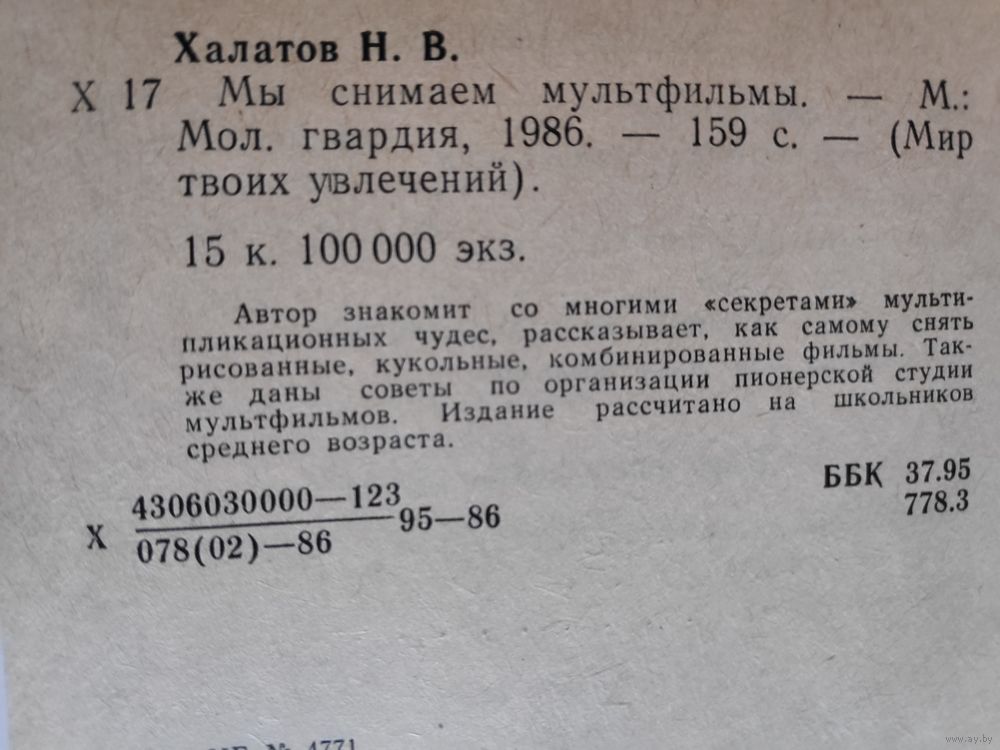 Халатов Н. В.
Х 17 Мы снимаем мультфильмы. — М.:
Мол. гвардия, 1986. — 159 с. — (Мир
твоих увлечений).
15 к. 100 000 экз.
Автор знакомит со многими «секретами» мульти-
пликационных чудес, рассказывает, как самому снять
рисованные, кукольные, комбинированные фильмы. Так-
же даны советы по организации пионерской студии
мультфильмов. Издание рассчитано на школьников
среднего возраста.
Х 4306030000—123
078(02)—86 95—86
ББК 37.95
778.3
№ 4771
www.ay.by